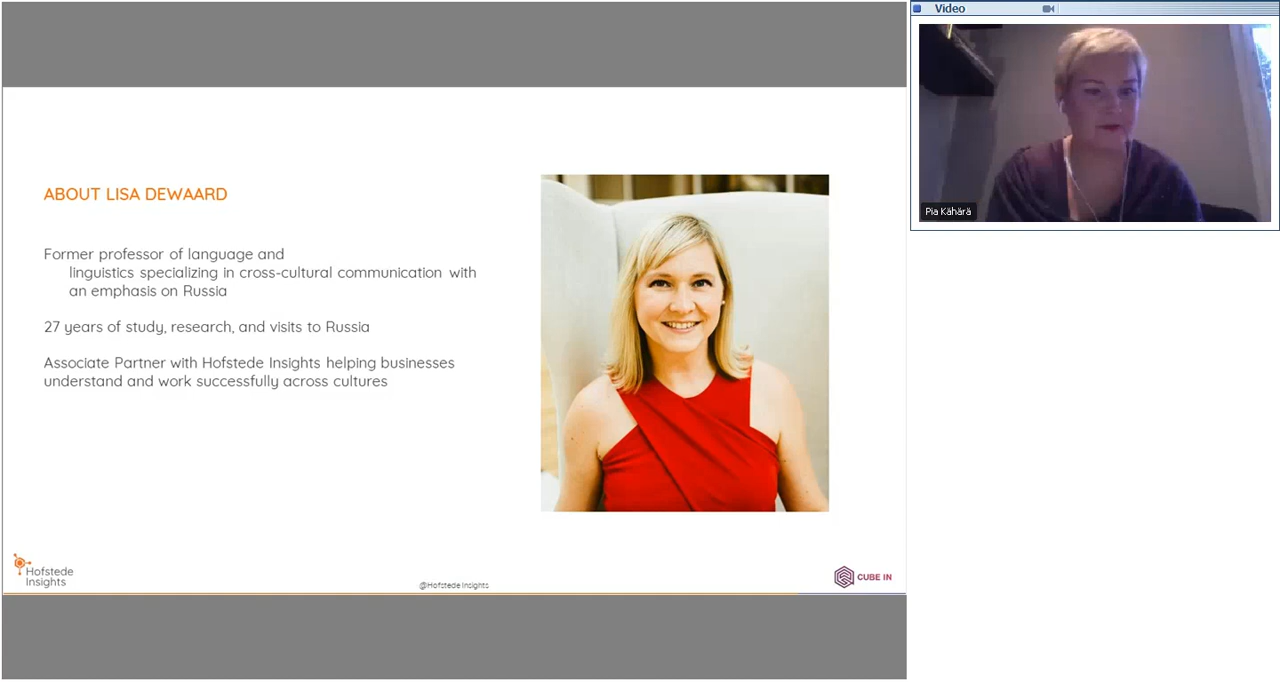 ABOUT LISA DEWAARD
Former professor of language and
linguistics specializing in cross-cultural communication with
an emphasis on Russia
27 years of study, research, and visits to Russia
Associate Partner with Hofstede Insights helping businesses
understand and work successfully across cultures
Hofstede
Insights
@Hofstede Insights
CUBE IN
Video
Pia Kähärä